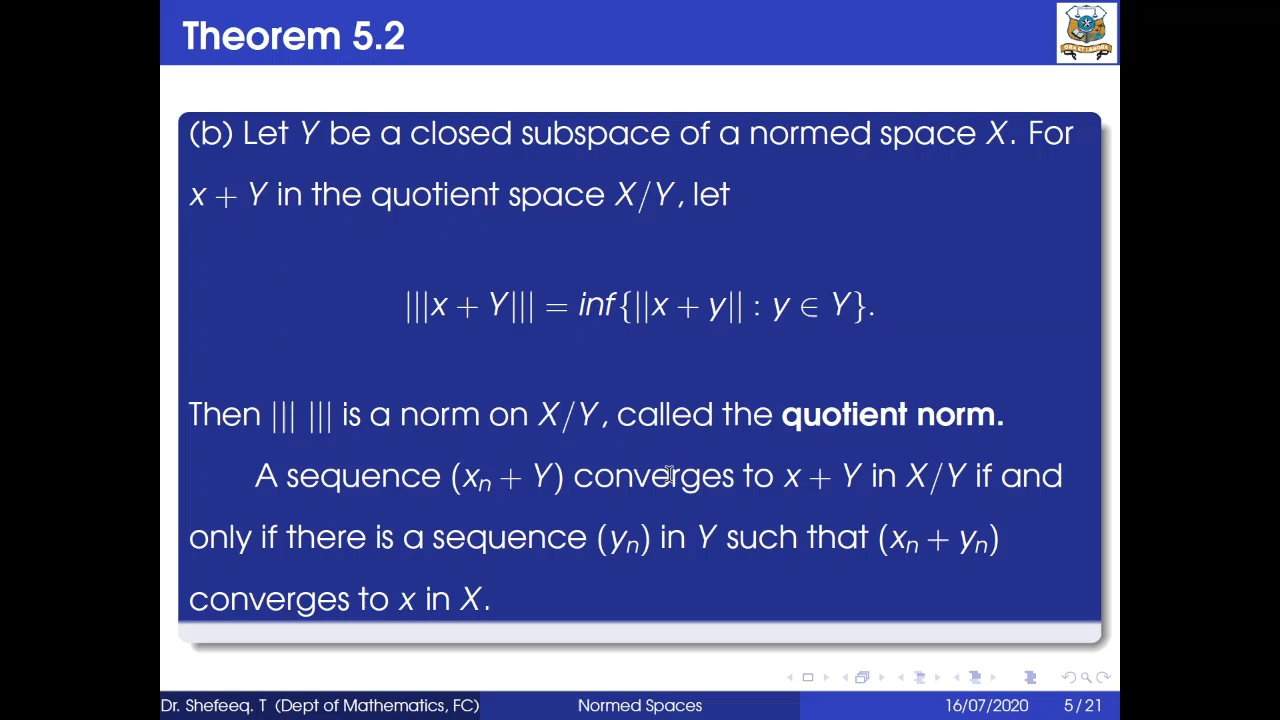 Theorem 5.2
ORA ET LABORA
(b) Let Y be a closed subspace of a normed space X. For
x + Y in the quotient space X/Y, let
|||x + Y||| = inf{||x + y|| : y ∈ Y}.
Then ||| ||| is a norm on X/Y, called the quotient norm.
A sequence (xₙ + Y) converges to x + Y in X/Y if and
only if there is a sequence (yₙ) in Y such that (xₙ + yₙ)
converges to x in X.
Dr. Shefeeq. T (Dept of Mathematics, FC) Normed Spaces 16/07/2020 5 / 21